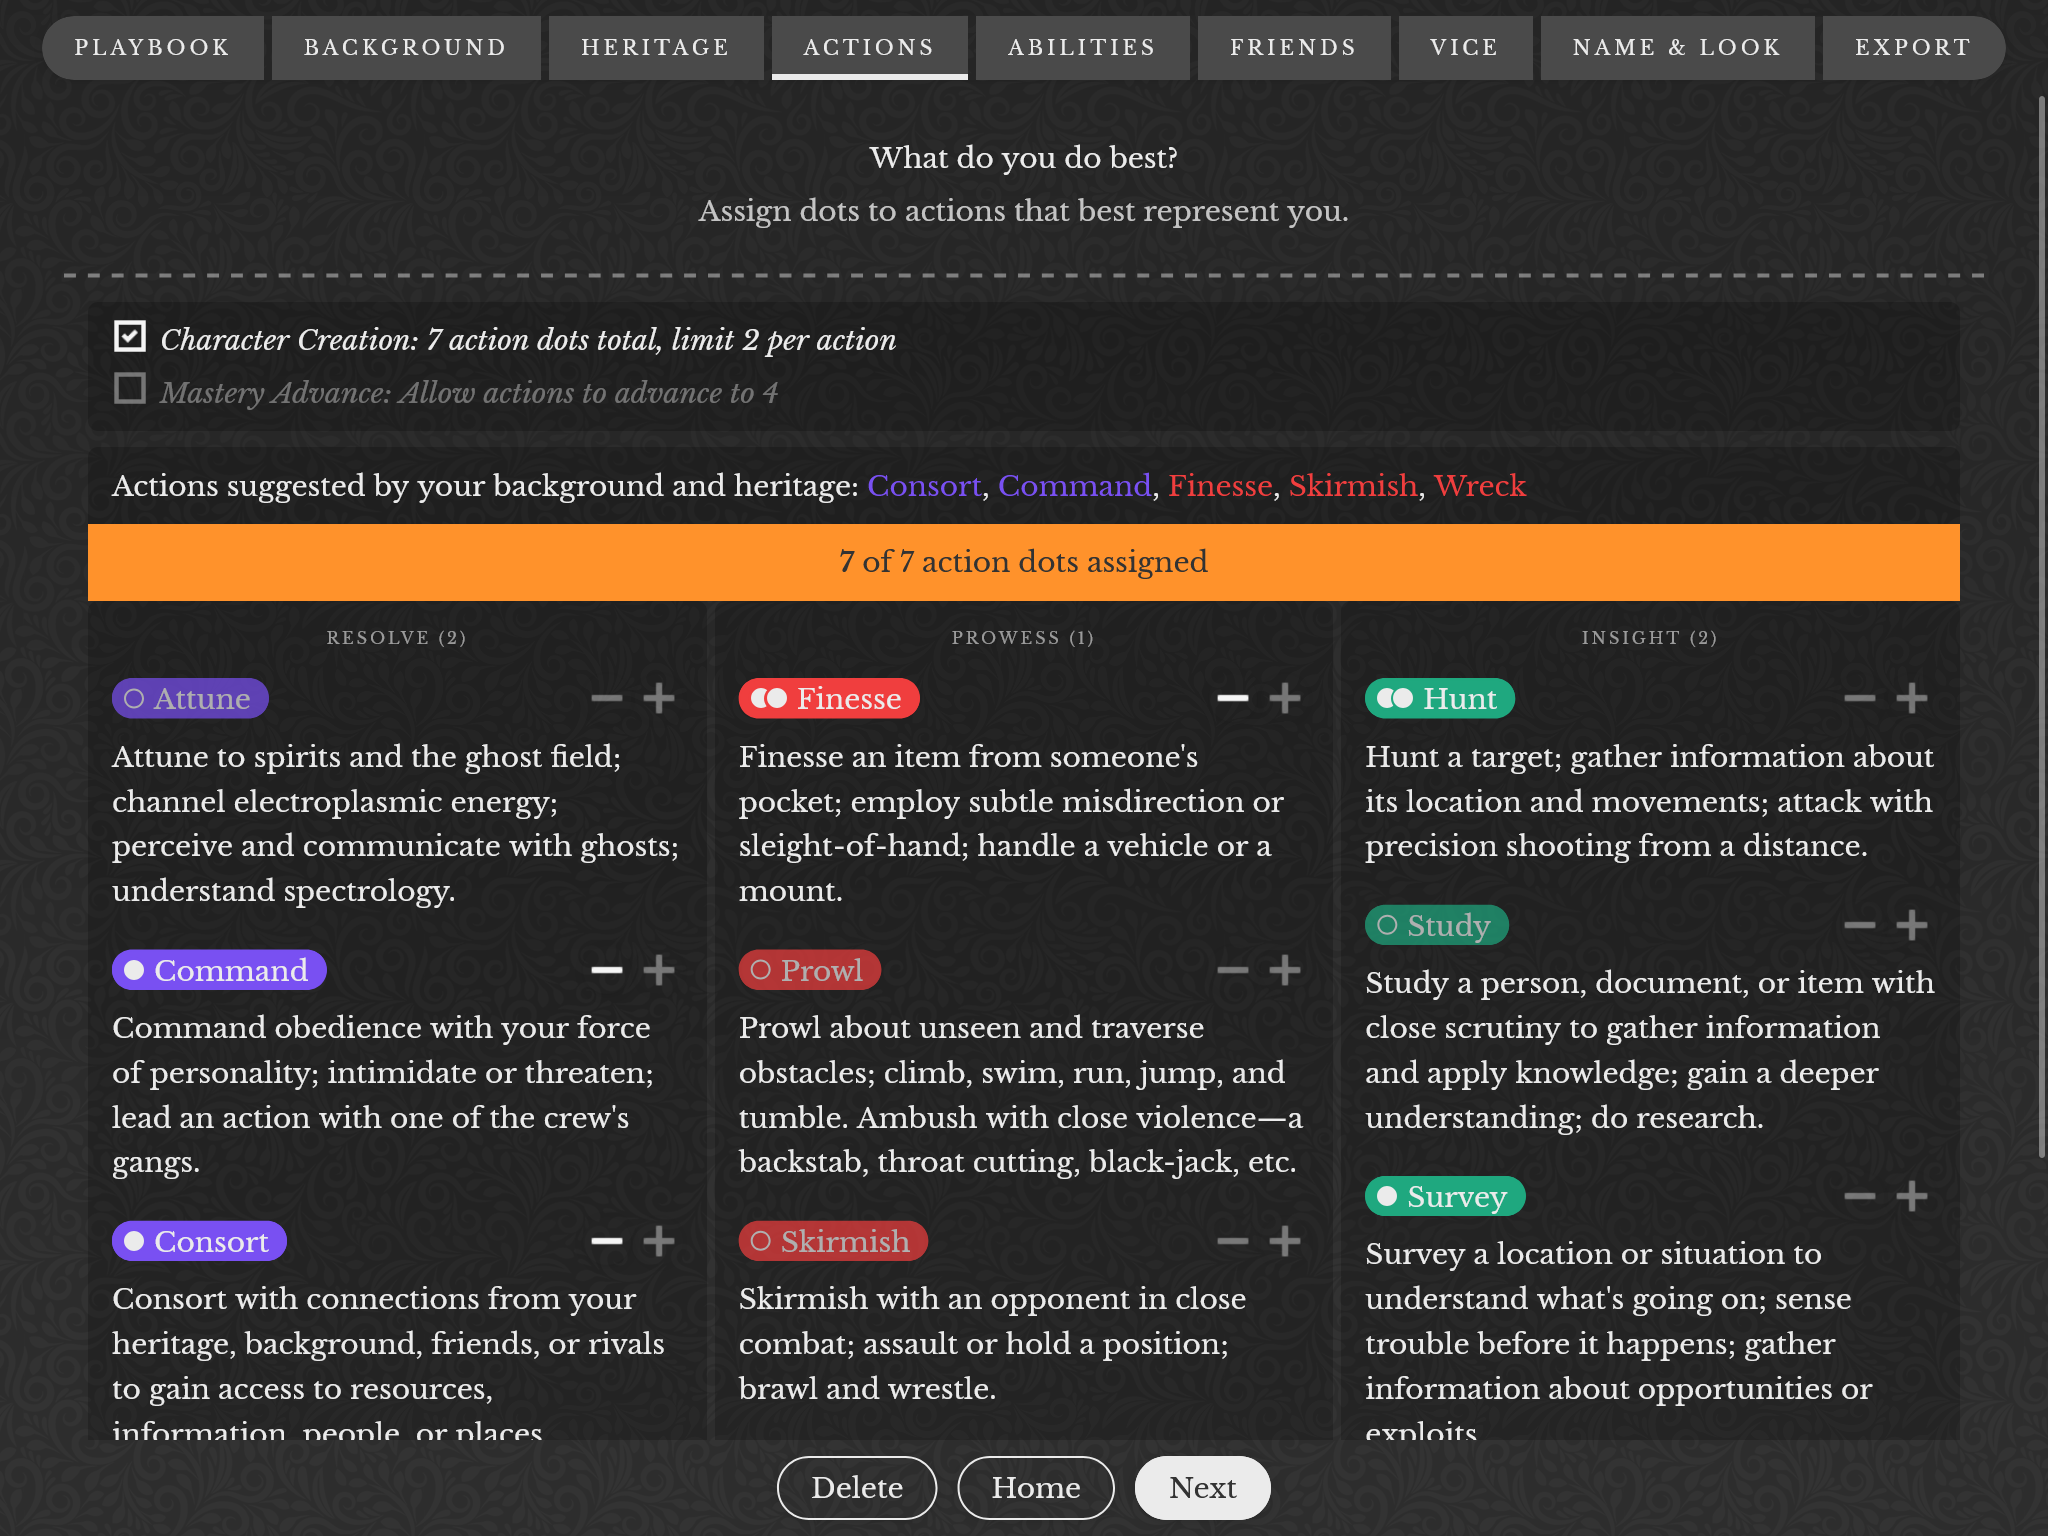 PLAYBOOK
BACKGROUND
HERITAGE
ACTIONS
ABILITIES
FRIENDS
VICE
NAME & LOOK
EXPORT
What do you do best?
Assign dots to actions that best represent you.
Character Creation: 7 action dots total, limit 2 per action
Mastery Advance: Allow actions to advance to 4
Actions suggested by your background and heritage: Consort, Command, Finesse, Skirmish, Wreck
7 of 7 action dots assigned
RESOLVE (2)
Attune
Attune to spirits and the ghost field;
channel electroplasmic energy;
perceive and communicate with ghosts;
understand spectrology.
Command
Command obedience with your force
of personality; intimidate or threaten;
lead an action with one of the crew's
gangs.
Consort
Consort with connections from your
heritage, background, friends, or rivals
to gain access to resources,
information, people, or places
PROWESS (1)
Finesse
Finesse an item from someone's
pocket; employ subtle misdirection or
sleight-of-hand; handle a vehicle or a
mount.
Prowl
Prowl about unseen and traverse
obstacles; climb, swim, run, jump, and
tumble. Ambush with close violence—a
backstab, throat cutting, black-jack, etc.
Skirmish
Skirmish with an opponent in close
combat; assault or hold a position;
brawl and wrestle.
INSIGHT (2)
Hunt
Hunt a target; gather information about
its location and movements; attack with
precision shooting from a distance.
Study
Study a person, document, or item with
close scrutiny to gather information
and apply knowledge; gain a deeper
understanding; do research.
Survey
Survey a location or situation to
understand what's going on; sense
trouble before it happens; gather
information about opportunities or
exploits
Delete
Home
Next